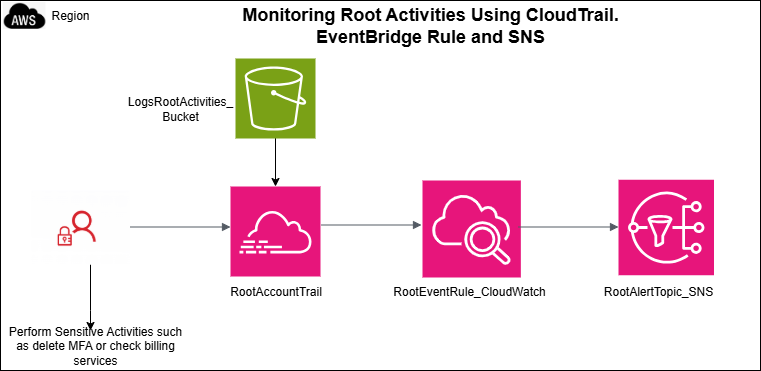 AWS
Region
Monitoring Root Activities Using CloudTrail.
EventBridge Rule and SNS
LogsRootActivities_
Bucket
RootAccountTrail
RootEventRule_CloudWatch
RootAlertTopic_SNS
Perform Sensitive Activities such
as delete MFA or check billing
services